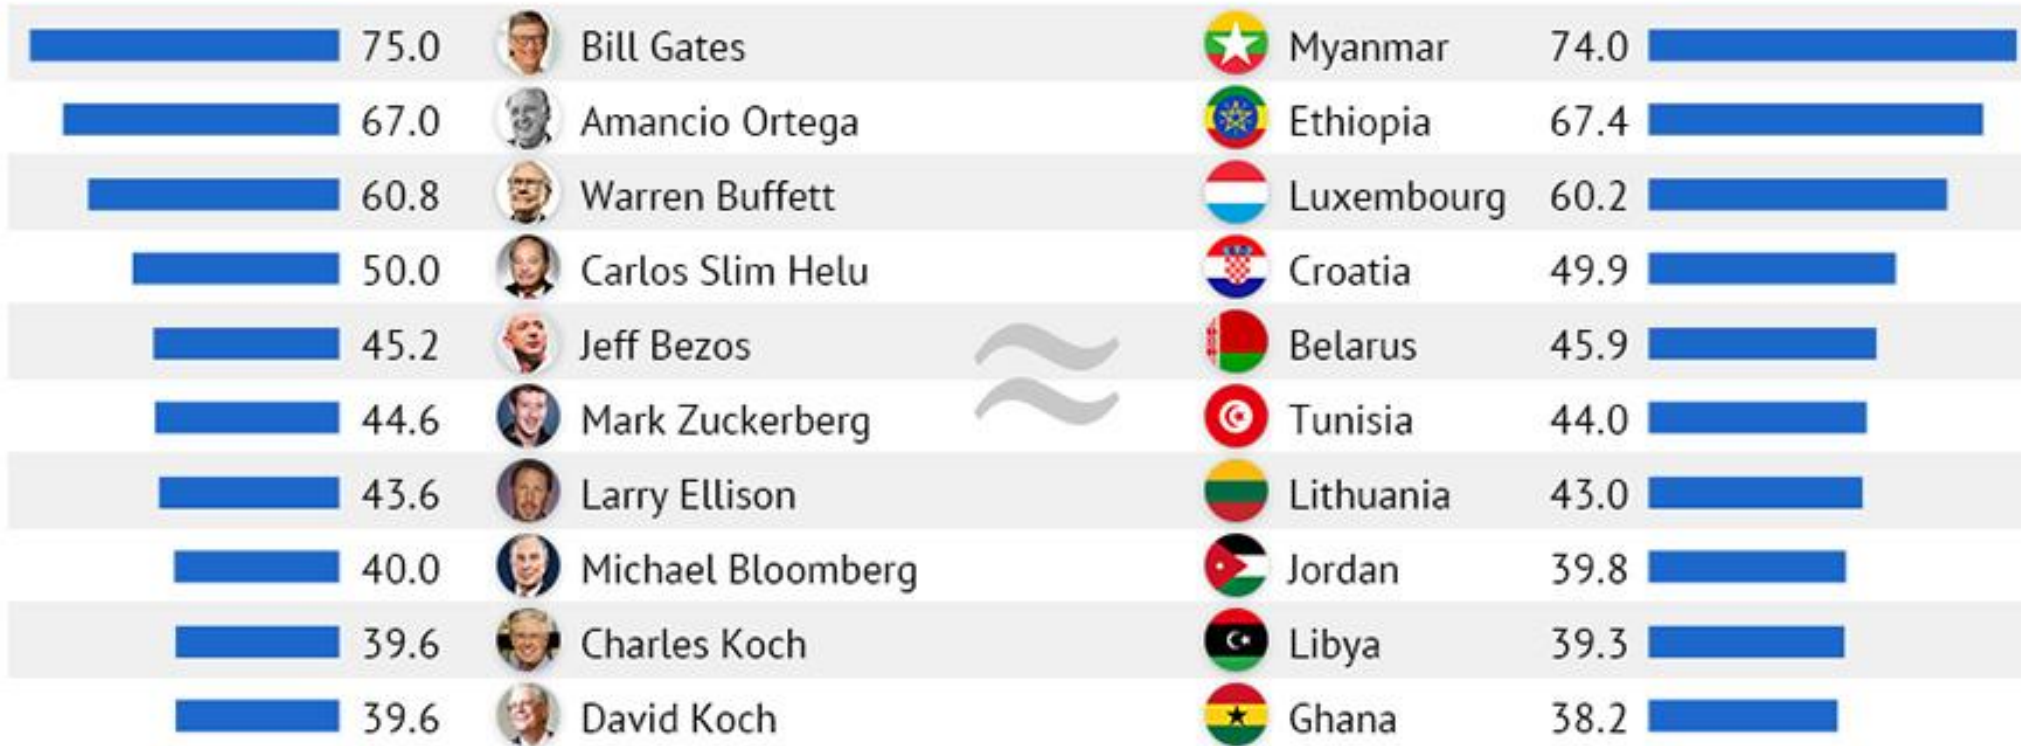 75.0 Bill Gates Myanmar 74.0
67.0 Amancio Ortega Ethiopia 67.4
60.8 Warren Buffett Luxembourg 60.2
50.0 Carlos Slim Helu Croatia 49.9
45.2 Jeff Bezos ≈ Belarus 45.9
44.6 Mark Zuckerberg Tunisia 44.0
43.6 Larry Ellison Lithuania 43.0
40.0 Michael Bloomberg Jordan 39.8
39.6 Charles Koch Libya 39.3
39.6 David Koch Ghana 38.2